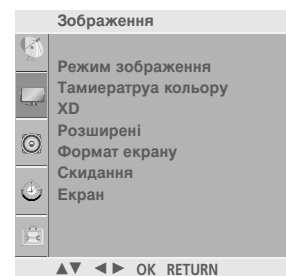 Зображення
Режим зображення
Тамиератруа кольору
XD
Розширені
Формат екрану
Скидання
Екран
▲▼ ◄► OK RETURN